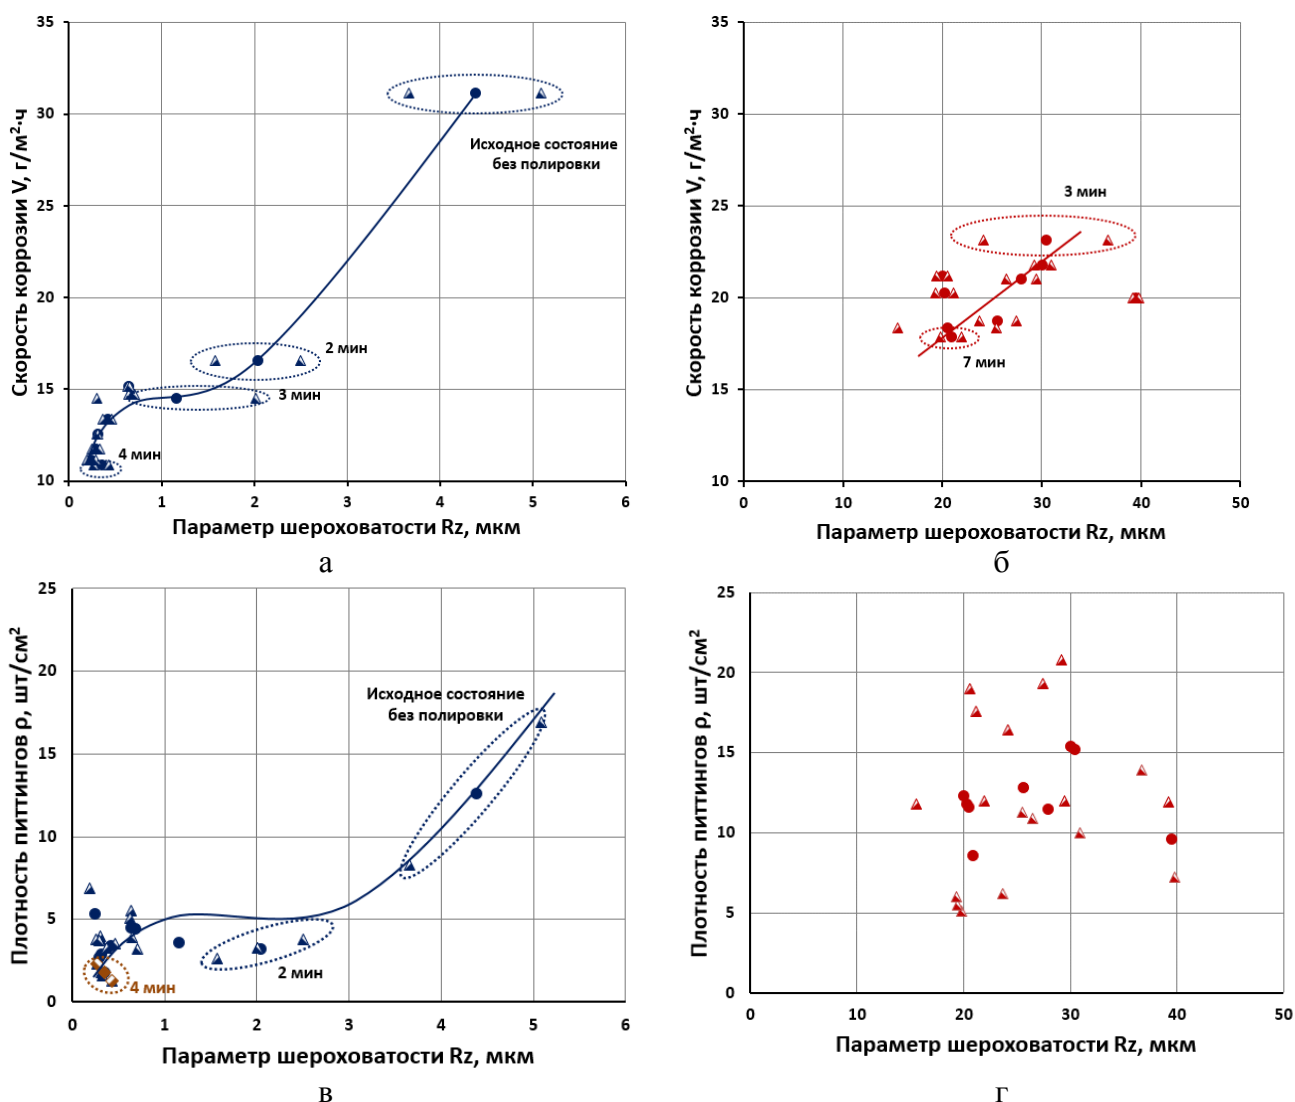 35
30
25
20
15
10
0
1
2
3
4
5
6
Скорость коррозии V, г/м²·ч
Исходное состояние
без полировки
2 мин
3 мин
4 мин
Параметр шероховатости Rz, мкм
а
35
30
25
20
15
10
0
10
20
30
40
50
Скорость коррозии V, г/м²·ч
3 мин
7 мин
Параметр шероховатости Rz, мкм
б
25
20
15
10
5
0
0
1
2
3
4
5
6
Плотность питтингов ρ, шт/см²
Исходное состояние
без полировки
2 мин
4 мин
Параметр шероховатости Rz, мкм
в
25
20
15
10
5
0
0
10
20
30
40
50
Плотность питтингов ρ, шт/см²
Параметр шероховатости Rz, мкм
г